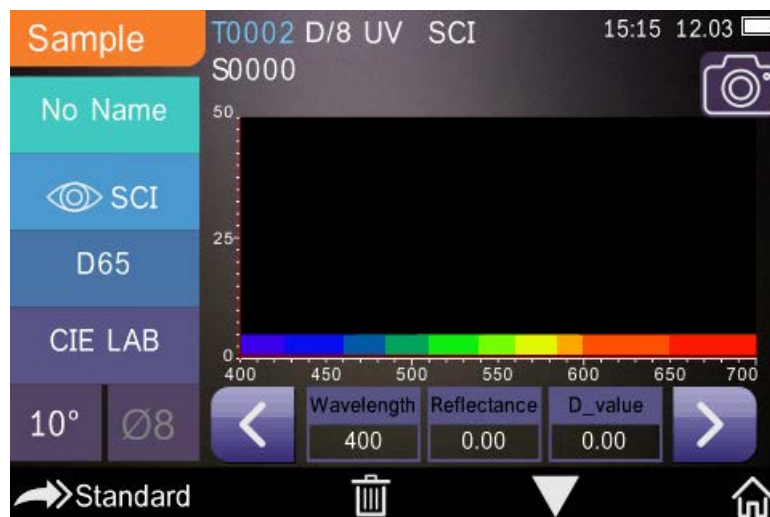 Sample
T0002 D/8 UV SCI
15:15 12.03
S0000
No Name
SCI
D65
CIE LAB
10° Ø8
50
25
0
400 450 500 550 600 650 700
Wavelength Reflectance D_value
400 0.00 0.00
Standard